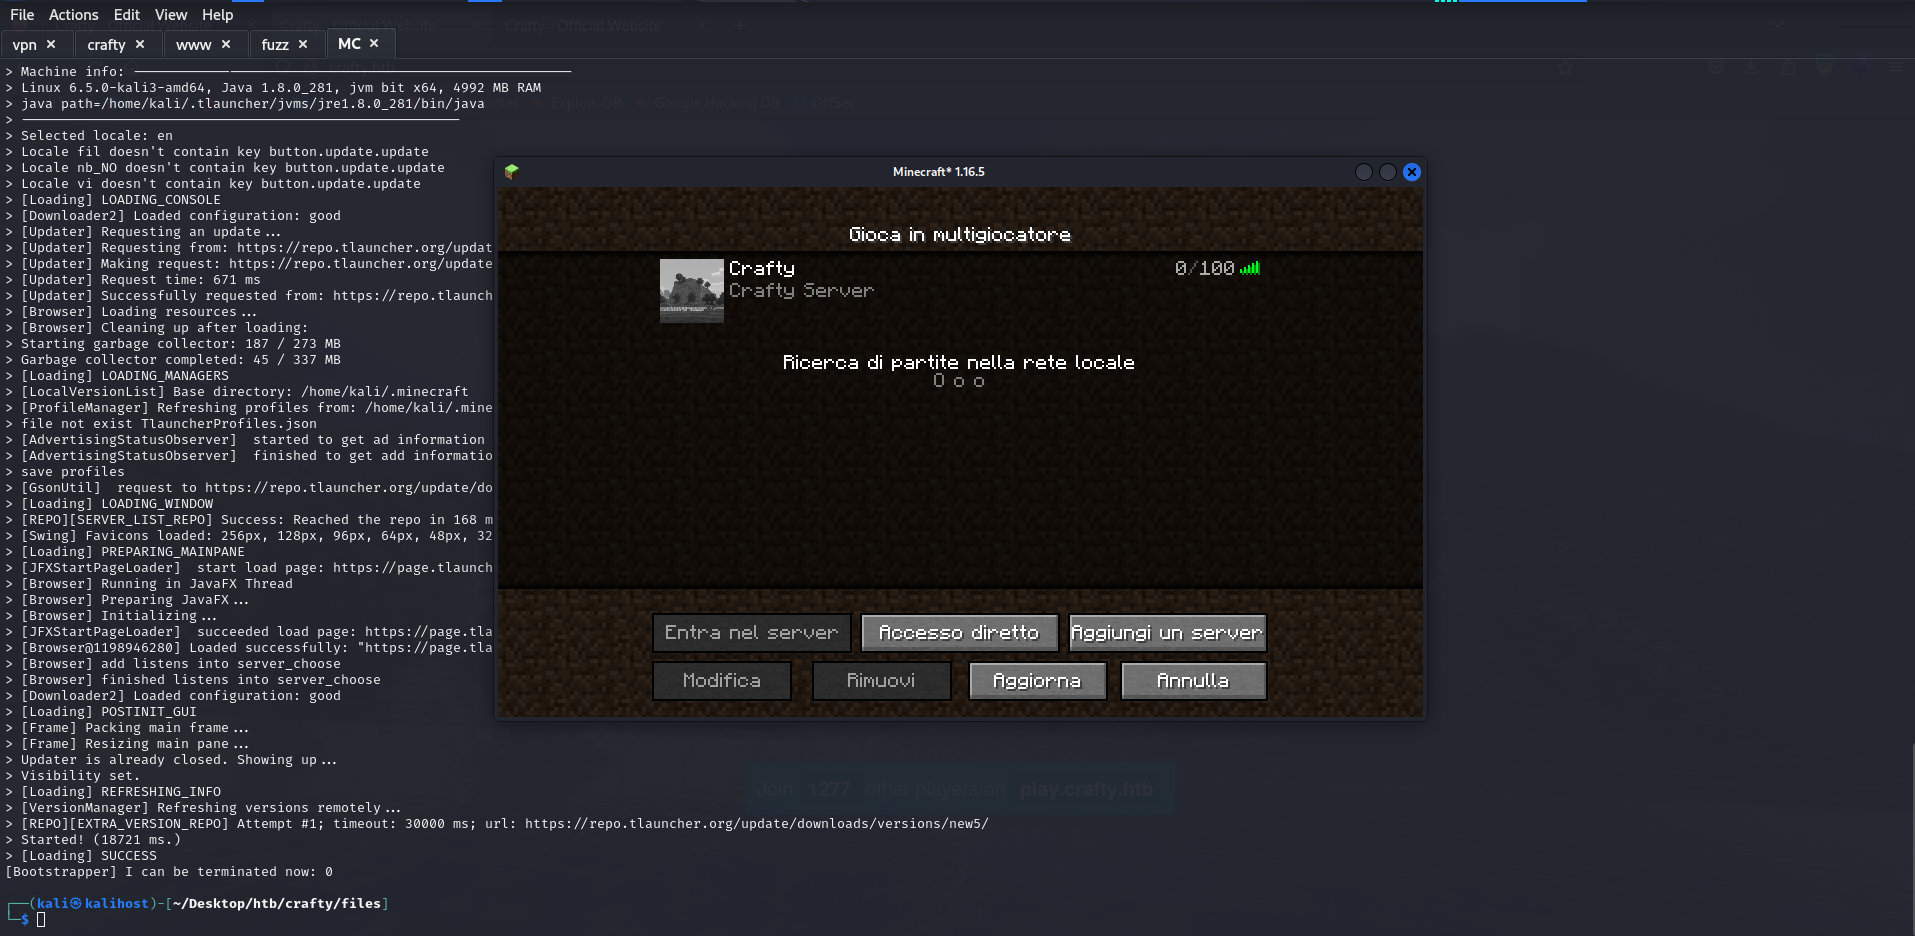 File Actions Edit View Help
Crafty - Official Website
vpn × crafty × www × fuzz × MC ×
> Machine info:
> Linux 6.5.0-kali3-amd64, Java 1.8.0_281, jvm bit x64, 4992 MB RAM
> java path=/home/kali/.tlauncher/jvms/jre1.8.0_281/bin/java
Exploit-DB Google Hacking DB OffSec
>
> Selected locale: en
> Locale fil doesn't contain key button.update.update
> Locale nb_NO doesn't contain key button.update.update
> Locale vi doesn't contain key button.update.update
> [Loading] LOADING_CONSOLE
> [Downloader2] Loaded configuration: good
> [Updater] Requesting an update...
> [Updater] Requesting from: https://repo.tlauncher.org/updat
> [Updater] Making request: https://repo.tlauncher.org/update
> [Updater] Request time: 671 ms
> [Updater] Successfully requested from: https://repo.tlaunch
> [Browser] Loading resources...
> [Browser] Cleaning up after loading:
> Starting garbage collector: 187 / 273 MB
> Garbage collector completed: 45 / 337 MB
> [Loading] LOADING_MANAGERS
> [LocalVersionList] Base directory: /home/kali/.minecraft
> [ProfileManager] Refreshing profiles from: /home/kali/.mine
> file not exist TlauncherProfiles.json
> [AdvertisingStatusObserver]  started to get ad information
> [AdvertisingStatusObserver]  finished to get add informatio
> save profiles
> [GsonUtil]  request to https://repo.tlauncher.org/update/do
> [Loading] LOADING_WINDOW
> [REPO][SERVER_LIST_REPO] Success: Reached the repo in 168 m
> [Swing] Favicons loaded: 256px, 128px, 96px, 64px, 48px, 32
> [Loading] PREPARING_MAINPANE
> [JFXStartPageLoader]  start load page: https://page.tlaunch
> [Browser] Running in JavaFX Thread
> [Browser] Preparing JavaFX...
> [Browser] Initializing...
> [JFXStartPageLoader]  succeeded load page: https://page.tla
> [Browser@1198946280] Loaded successfully: "https://page.tla
> [Browser] add listens into server_choose
> [Browser] finished listens into server_choose
> [Downloader2] Loaded configuration: good
> [Loading] POSTINIT_GUI
> [Frame] Packing main frame...
> [Frame] Resizing main pane...
> Updater is already closed. Showing up...
> Visibility set.
> [Loading] REFRESHING_INFO
> [VersionManager] Refreshing versions remotely...
> [REPO][EXTRA_VERSION_REPO] Attempt #1; timeout: 30000 ms; url: https://repo.tlauncher.org/update/downloads/versions/new5/
> Started! (18721 ms.)
> [Loading] SUCCESS
[Bootstrapper] I can be terminated now: 0
(kali㉿kalihost)-[~/Desktop/htb/crafty/files]
$
Minecraft* 1.16.5
Gioca in multigiocatore
Crafty 0/100
Crafty Server
Ricerca di partite nella rete locale
O o o
Entra nel server Accesso diretto Aggiungi un server
Modifica Rimuovi Aggiorna Annulla
Join 1277 other players on play.crafty.htb